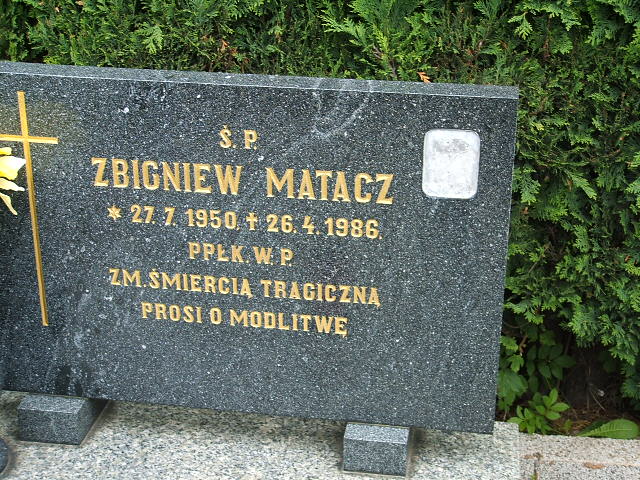 Ś.P.
ZBIGNIEW MATACZ
* 27.7.1950. + 26.4.1986.
PPŁK. W.P.
ZM. ŚMIERCIĄ TRAGICZNĄ
PROSI O MODLITWĘ